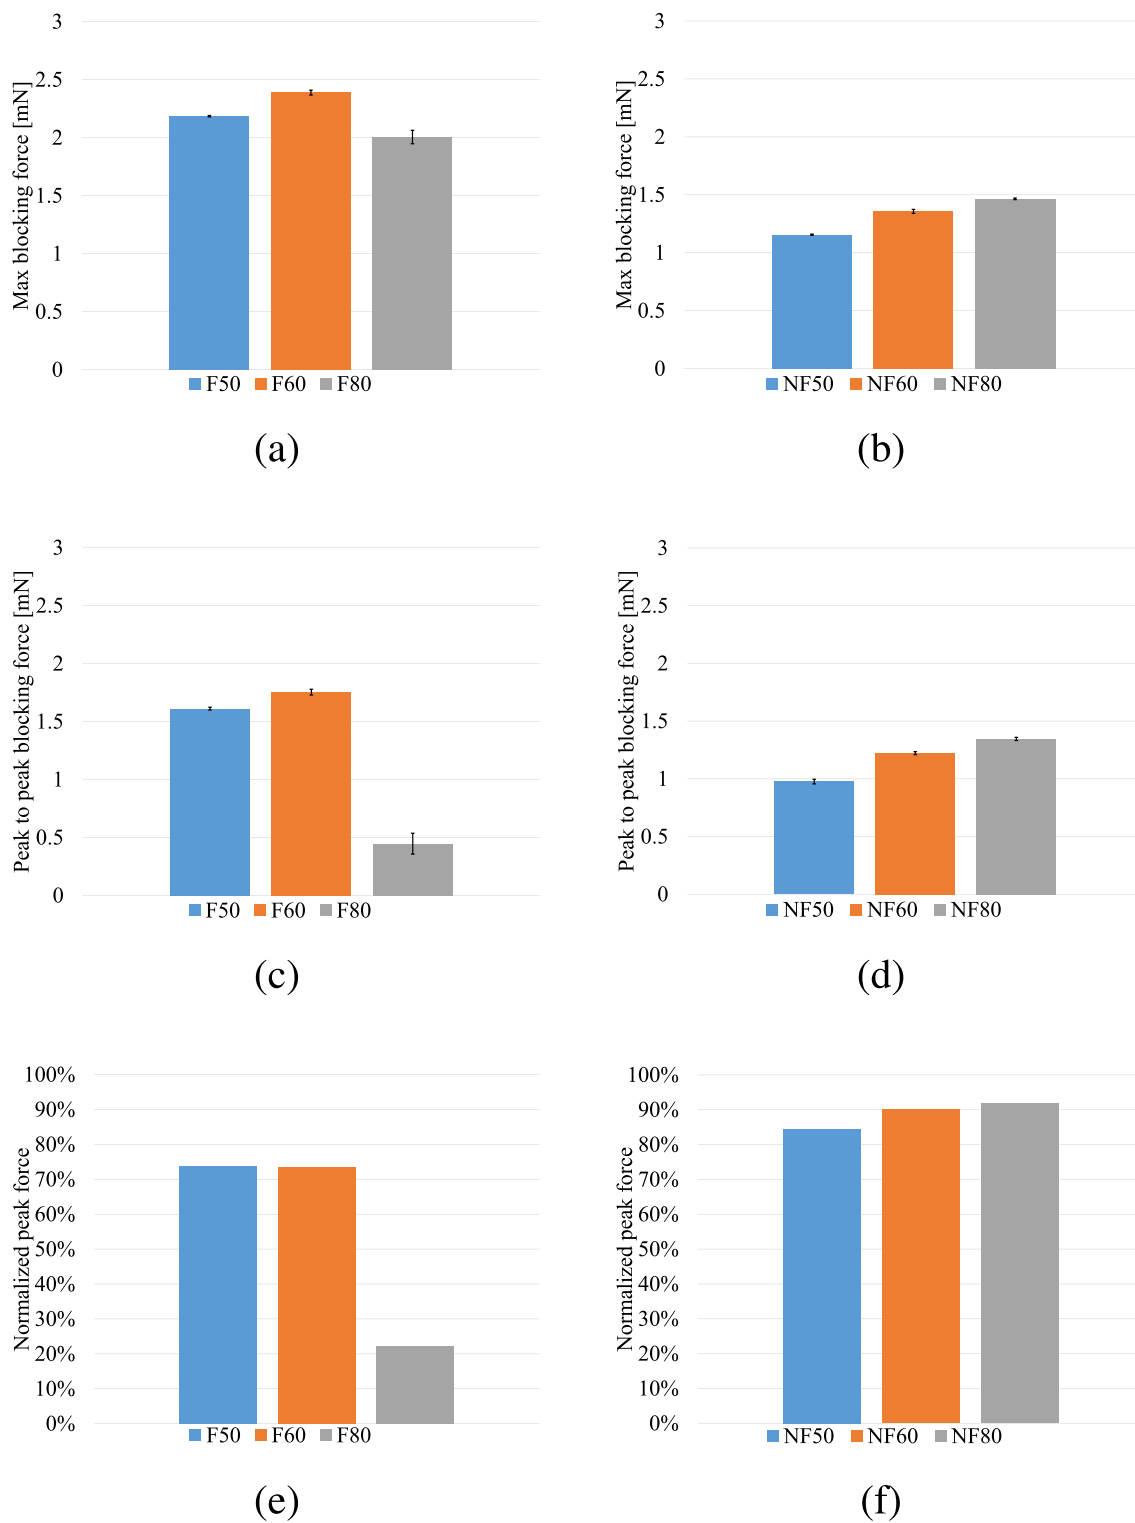 Max blocking force [mN]
3
2.5
2
1.5
1
0.5
0
F50 F60 F80
(a)
Max blocking force [mN]
3
2.5
2
1.5
1
0.5
0
NF50 NF60 NF80
(b)
Peak to peak blocking force [mN]
3
2.5
2
1.5
1
0.5
0
F50 F60 F80
(c)
Peak to peak blocking force [mN]
3
2.5
2
1.5
1
0.5
0
NF50 NF60 NF80
(d)
Normalized peak force
100%
90%
80%
70%
60%
50%
40%
30%
20%
10%
0%
F50 F60 F80
(e)
Normalized peak force
100%
90%
80%
70%
60%
50%
40%
30%
20%
10%
0%
NF50 NF60 NF80
(f)